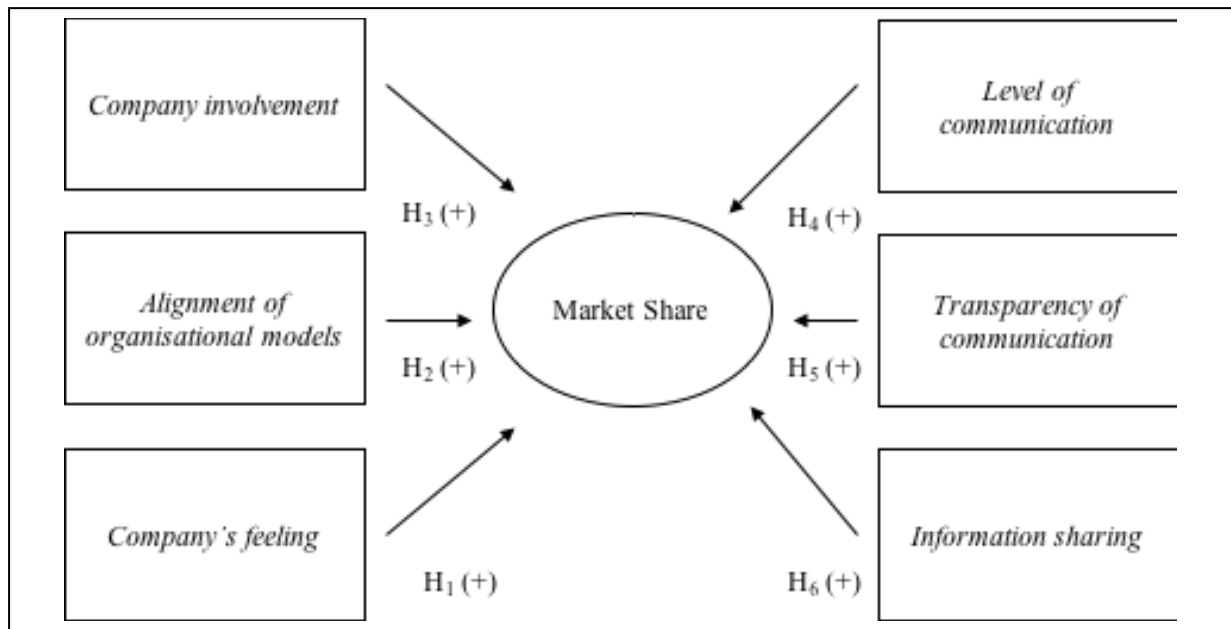 Company involvement
Level of
communication
H₃ (+)
H₄ (+)
Alignment of
organisational models
Market Share
Transparency of
communication
H₂ (+)
H₅ (+)
Company's feeling
Information sharing
H₁ (+)
H₆ (+)